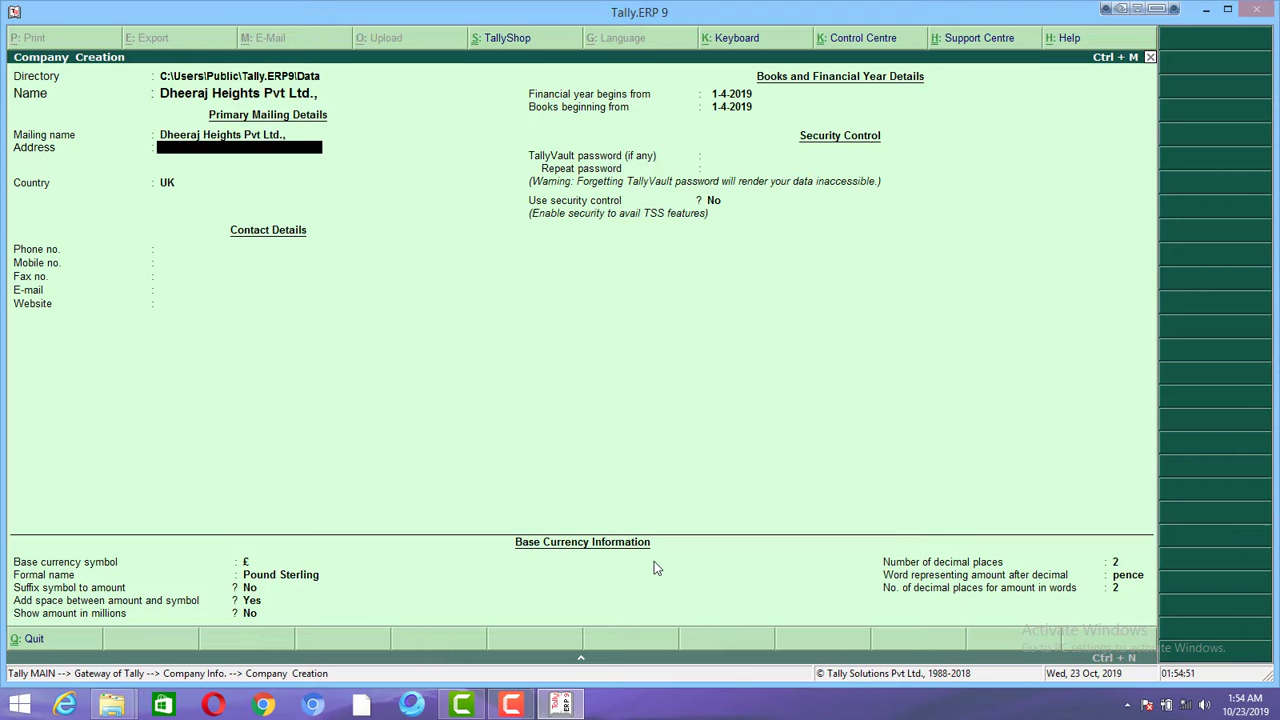 Tally.ERP 9
P: Print
E: Export
M: E-Mail
O: Upload
S: TallyShop
G: Language
K: Keyboard
K: Control Centre
H: Support Centre
H: Help
Company Creation
Ctrl + M
Directory : C:\Users\Public\Tally.ERP9\Data
Name : Dheeraj Heights Pvt Ltd.,
Primary Mailing Details
Mailing name : Dheeraj Heights Pvt Ltd.,
Address :
Country : UK
Contact Details
Phone no. :
Mobile no. :
Fax no. :
E-mail :
Website :
Books and Financial Year Details
Financial year begins from : 1-4-2019
Books beginning from : 1-4-2019
Security Control
TallyVault password (if any) :
Repeat password :
(Warning: Forgetting TallyVault password will render your data inaccessible.)
Use security control ? No
(Enable security to avail TSS features)
Base Currency Information
Base currency symbol : £
Formal name : Pound Sterling
Suffix symbol to amount ? No
Add space between amount and symbol ? Yes
Show amount in millions ? No
Number of decimal places : 2
Word representing amount after decimal : pence
No. of decimal places for amount in words : 2
Activate Windows
Go to PC settings to activate Windows.
Q: Quit
Ctrl + N
Tally MAIN --> Gateway of Tally --> Company Info. --> Company Creation
© Tally Solutions Pvt Ltd., 1988-2018
Wed, 23 Oct, 2019
01:54:51
1:54 AM
10/23/2019